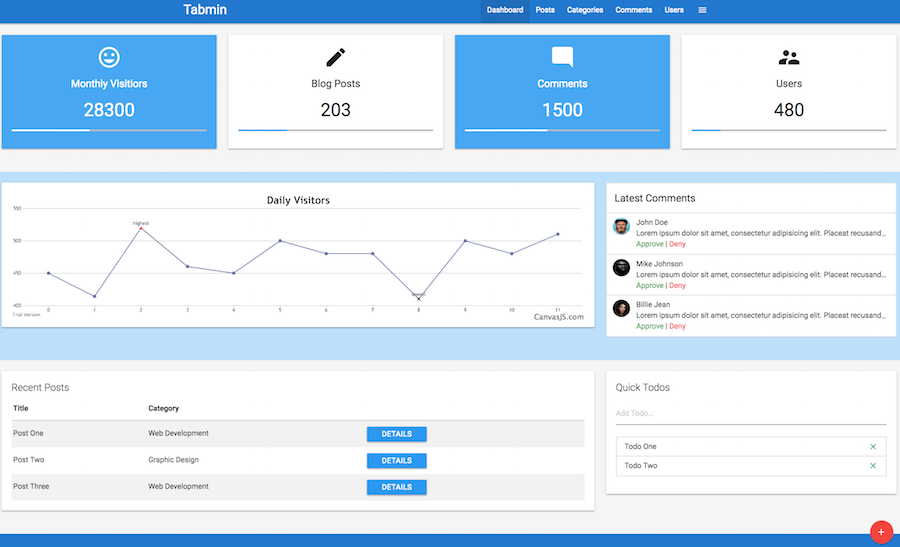 Tabmin
Dashboard Posts Categories Comments Users
Monthly Visitiors
28300
Blog Posts
203
Comments
1500
Users
480
Daily Visitors
550
500
450
400
Highest
0 1 2 3 4 5 6 7 8 9 10 11
Trial Version
CanvasJS.com
Latest Comments
John Doe
Lorem ipsum dolor sit amet, consectetur adipisicing elit. Placeat recusand...
Approve | Deny
Mike Johnson
Lorem ipsum dolor sit amet, consectetur adipisicing elit. Placeat recusand...
Approve | Deny
Billie Jean
Lorem ipsum dolor sit amet, consectetur adipisicing elit. Placeat recusand...
Approve | Deny
Recent Posts
Title Category
Post One Web Development DETAILS
Post Two Graphic Design DETAILS
Post Three Web Development DETAILS
Quick Todos
Add Todo...
Todo One
Todo Two